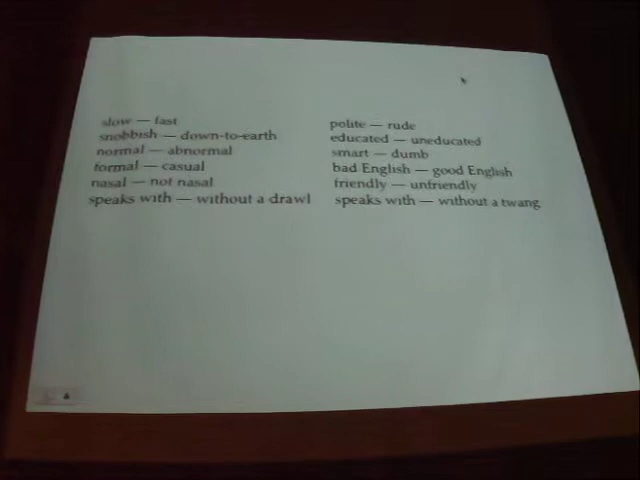 slow — fast
snobbish — down-to-earth
normal — abnormal
formal — casual
nasal — not nasal
speaks with — without a drawl
polite — rude
educated — uneducated
smart — dumb
bad English — good English
friendly — unfriendly
speaks with — without a twang